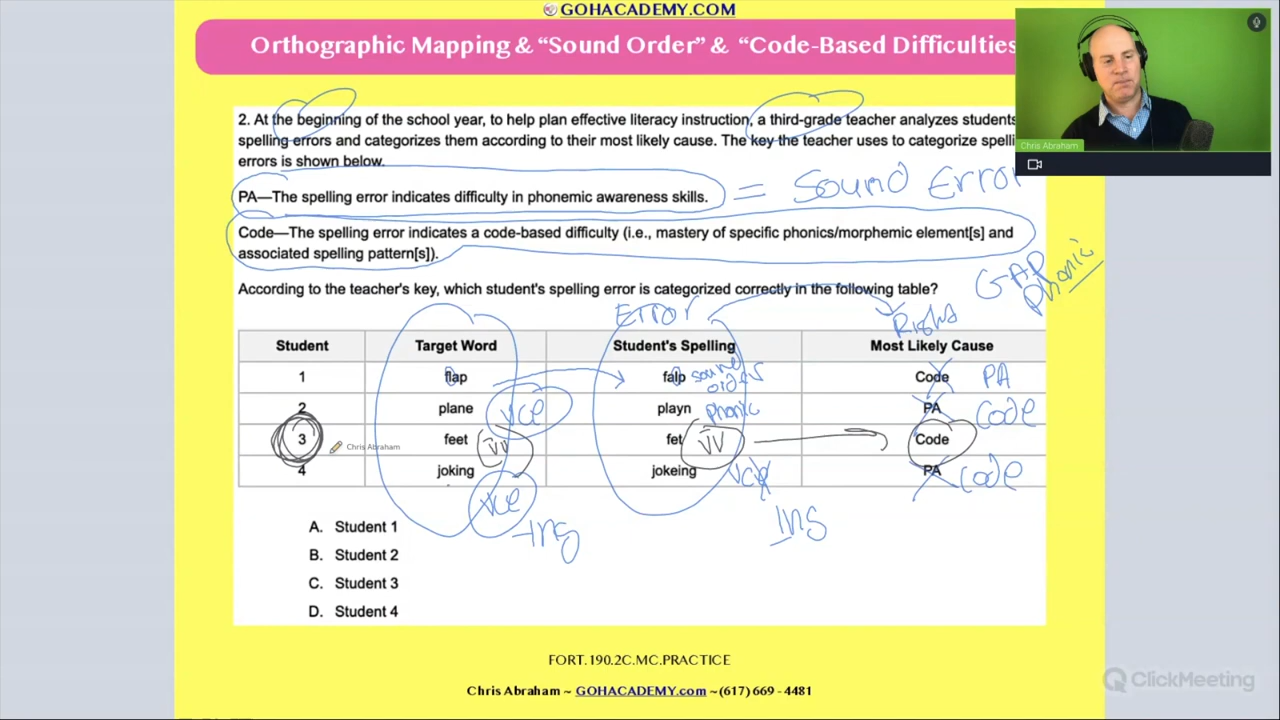 GOHACADEMY.COM
Orthographic Mapping & “Sound Order” & “Code-Based Difficulties
Chris Abraham
2. At the beginning of the school year, to help plan effective literacy instruction, a third-grade teacher analyzes students
spelling errors and categorizes them according to their most likely cause. The key the teacher uses to categorize spelli
errors is shown below.
PA—The spelling error indicates difficulty in phonemic awareness skills.
= Sound Error
Code—The spelling error indicates a code-based difficulty (i.e., mastery of specific phonics/morphemic element[s] and
associated spelling pattern[s]).
GAP
Phonic
According to the teacher's key, which student's spelling error is categorized correctly in the following table?
Error
Right
Student Target Word Student's Spelling Most Likely Cause
1 flap falp sound order Code PA
2 plane vce playn phonic PA Code
3 Chris Abraham feet vv fet vv Code
4 joking jokeing vce PA Code
vce
-ing
ing
A. Student 1
B. Student 2
C. Student 3
D. Student 4
FORT.190.2C.MC.PRACTICE
Chris Abraham ~ GOHACADEMY.com ~(617) 669 - 4481
ClickMeeting